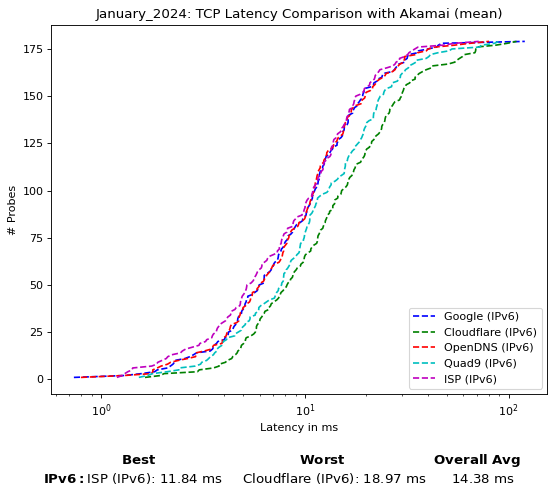 January_2024: TCP Latency Comparison with Akamai (mean)
# Probes
175
150
125
100
75
50
25
0
Google (IPv6)
Cloudflare (IPv6)
OpenDNS (IPv6)
Quad9 (IPv6)
ISP (IPv6)
10⁰ 10¹ 10²
Latency in ms
Best Worst Overall Avg
IPv6: ISP (IPv6): 11.84 ms Cloudflare (IPv6): 18.97 ms 14.38 ms